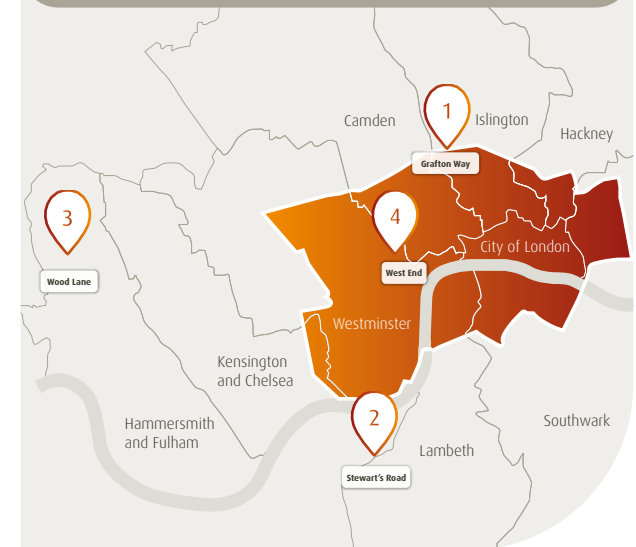 1
Camden
Islington
Hackney
Grafton Way
3
4
City of London
Wood Lane
West End
Westminster
Kensington
and Chelsea
2
Hammersmith
and Fulham
Southwark
Lambeth
Stewart's Road